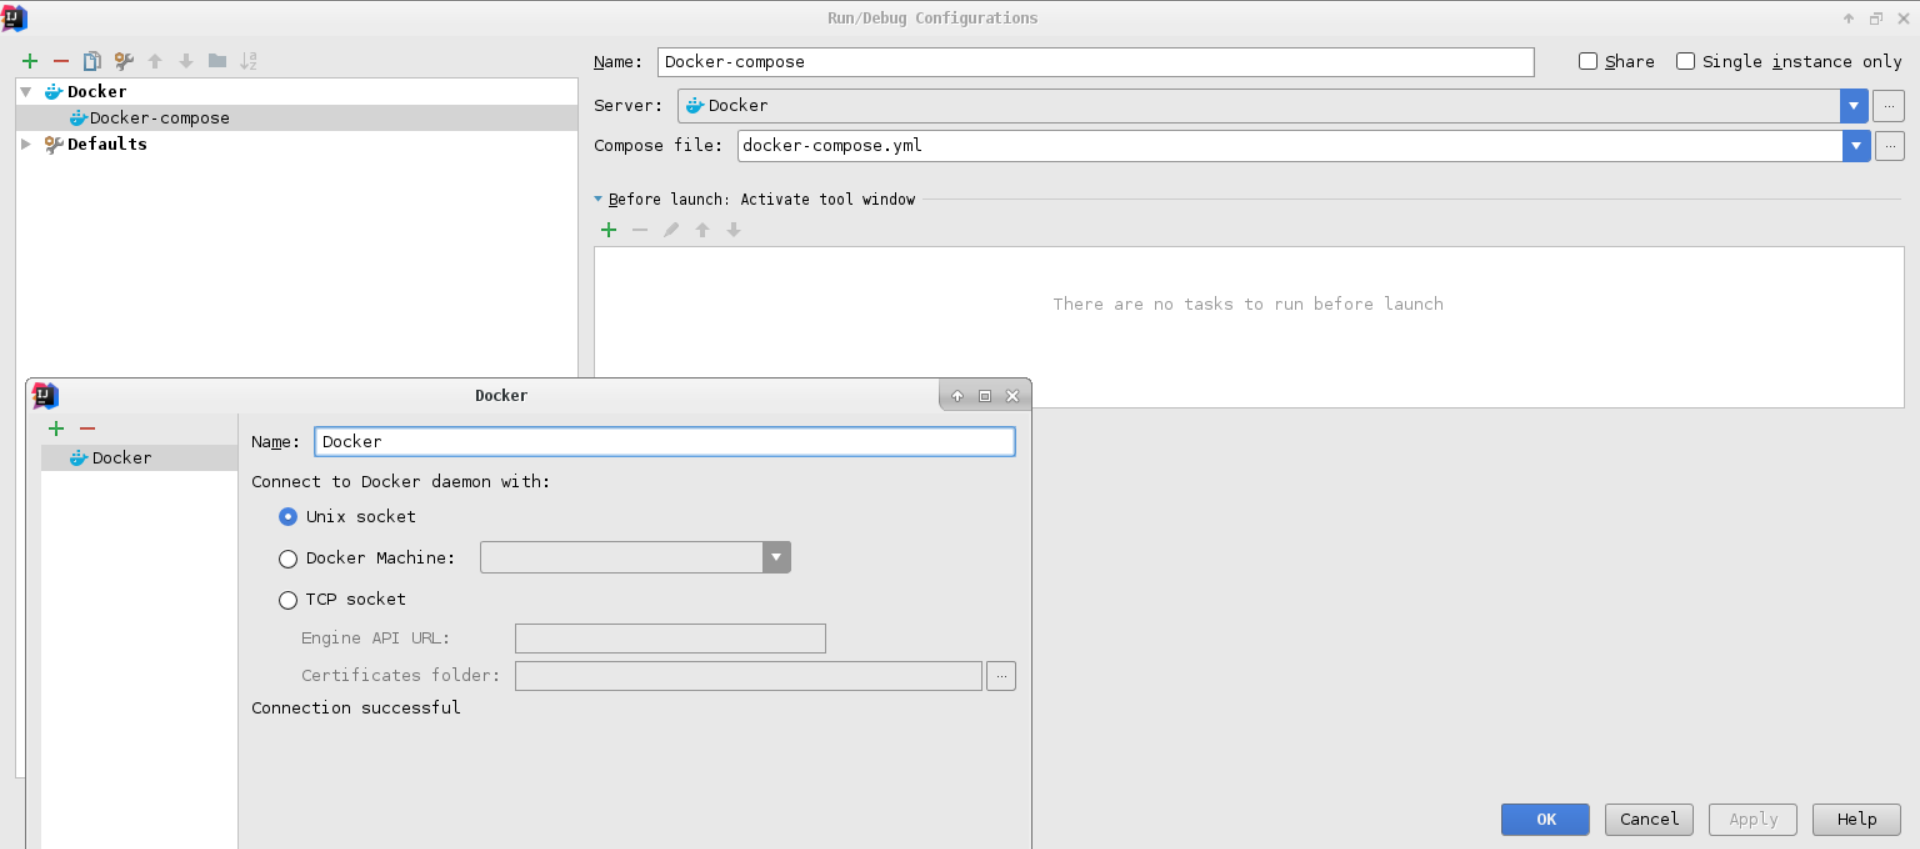 Run/Debug Configurations
Docker
Docker-compose
Defaults
Name: Docker-compose
Share
Single instance only
Server: Docker
...
Compose file: docker-compose.yml
...
Before launch: Activate tool window
There are no tasks to run before launch
Docker
Docker
Name: Docker
Connect to Docker daemon with:
Unix socket
Docker Machine:
TCP socket
Engine API URL:
Certificates folder:
...
Connection successful
OK
Cancel
Apply
Help